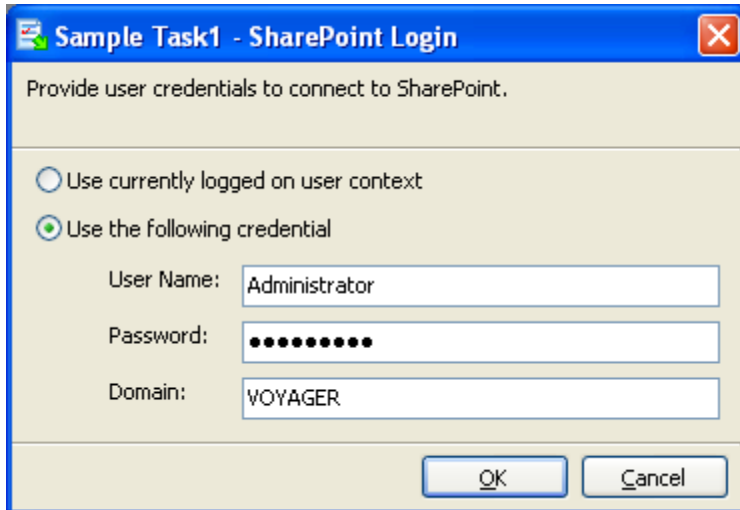 Sample Task1 - SharePoint Login
Provide user credentials to connect to SharePoint.
Use currently logged on user context
Use the following credential
User Name: Administrator
Password: ●●●●●●●●●
Domain: VOYAGER
OK Cancel